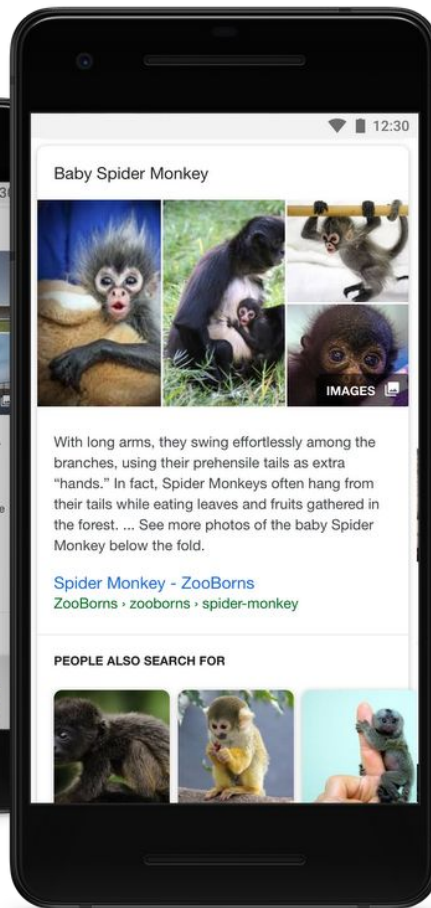 12:30
Baby Spider Monkey
IMAGES
With long arms, they swing effortlessly among the
branches, using their prehensile tails as extra
“hands.” In fact, Spider Monkeys often hang from
their tails while eating leaves and fruits gathered in
the forest. ... See more photos of the baby Spider
Monkey below the fold.
Spider Monkey - ZooBorns
ZooBorns › zooborns › spider-monkey
PEOPLE ALSO SEARCH FOR